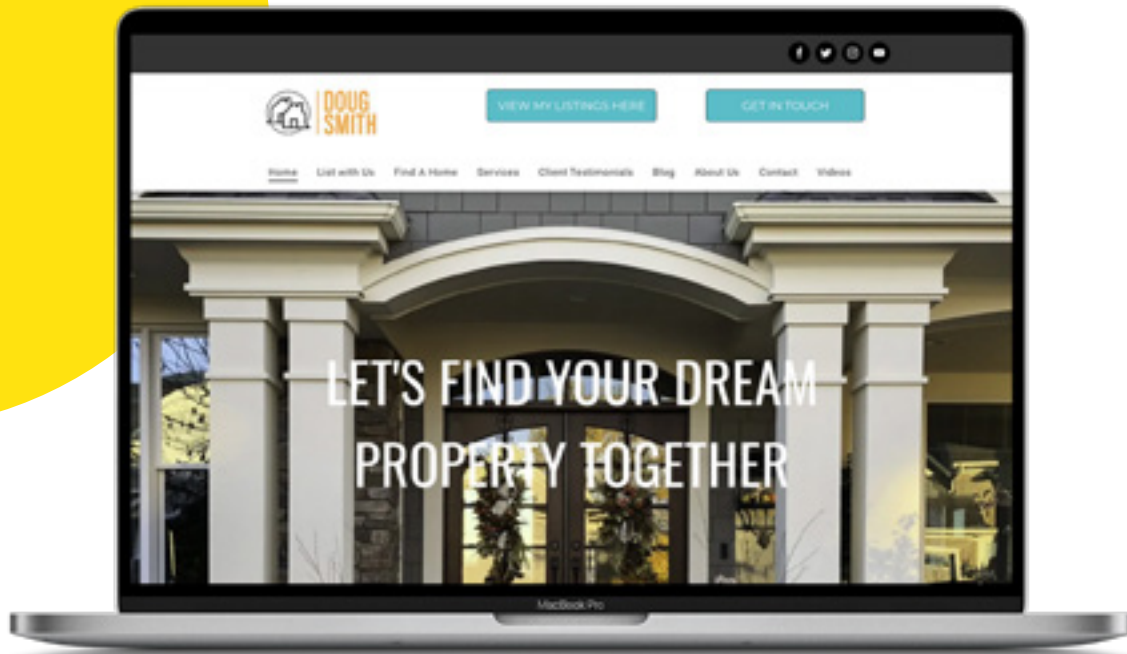 DOUG
SMITH
VIEW MY LISTINGS HERE
GET IN TOUCH
Home List with Us Find A Home Services Client Testimonials Blog About Us Contact Videos
LET'S FIND YOUR DREAM
PROPERTY TOGETHER
MacBook Pro